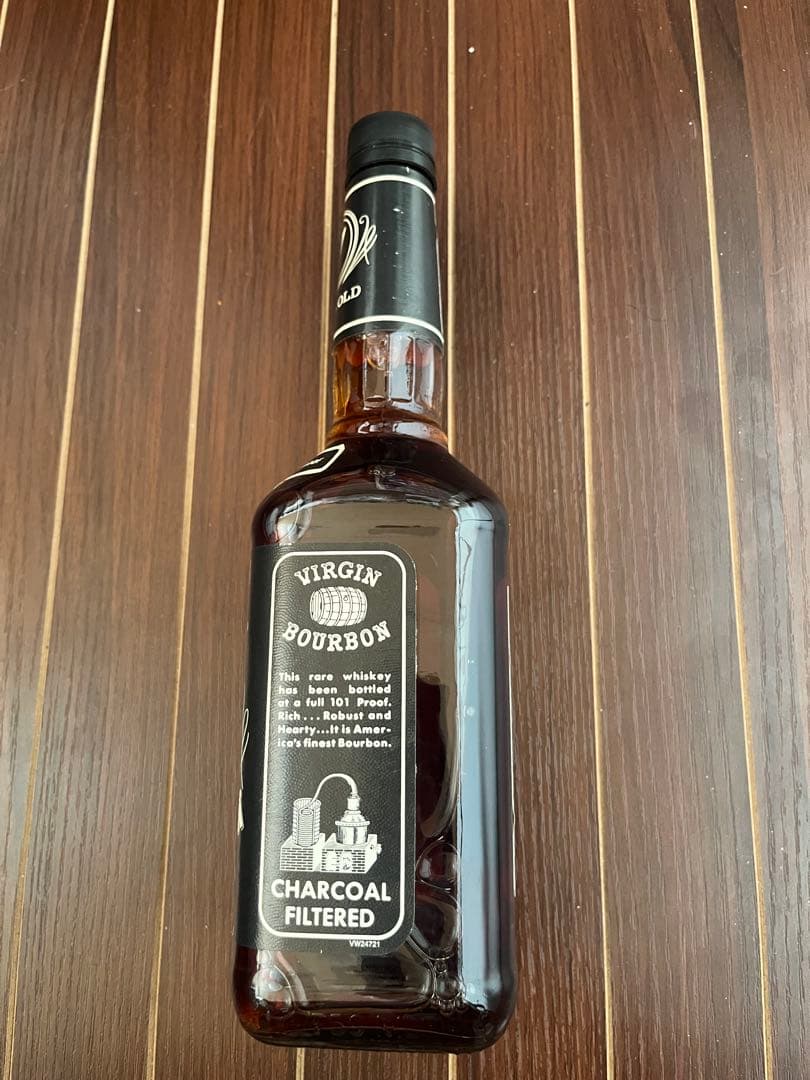 OLD
VIRGIN
BOURBON
This rare whiskey
has been bottled
at a full 101 Proof.
Rich . . . Robust and
Hearty...It is Amer-
ica's finest Bourbon.
CHARCOAL
FILTERED
VW24721